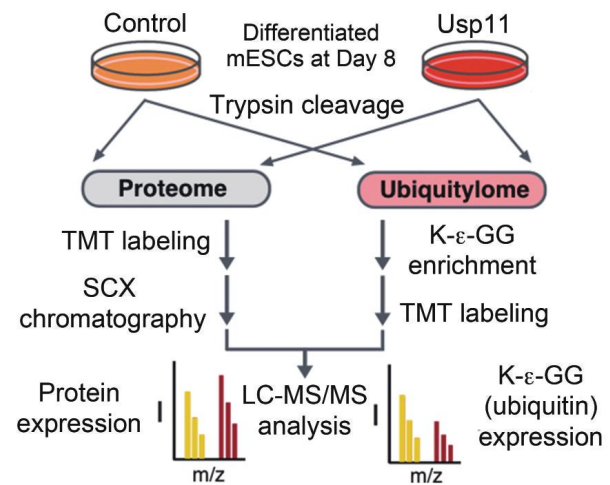 Control
Differentiated
mESCs at Day 8
Usp11
Trypsin cleavage
Proteome
Ubiquitylome
TMT labeling
K-ε-GG
enrichment
SCX
chromatography
TMT labeling
Protein
expression
I
m/z
LC-MS/MS
analysis
I
m/z
K-ε-GG
(ubiquitin)
expression